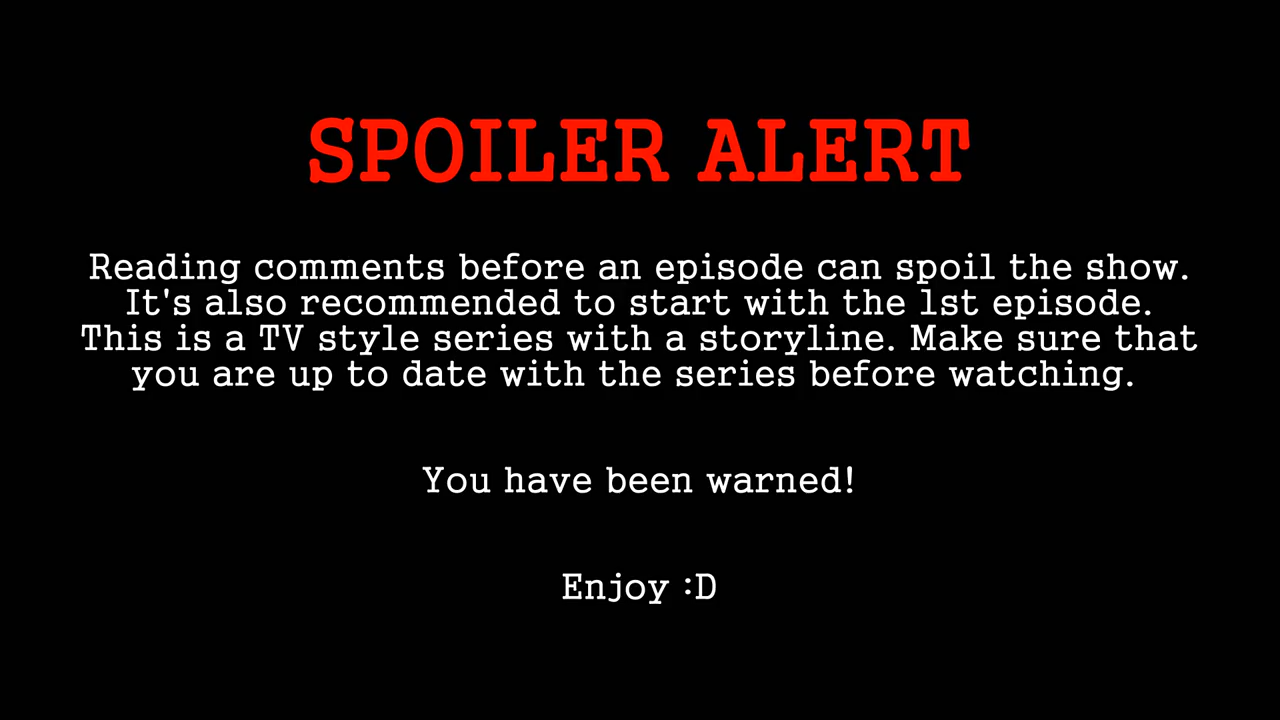 SPOILER ALERT
Reading comments before an episode can spoil the show.
It's also recommended to start with the 1st episode.
This is a TV style series with a storyline. Make sure that
you are up to date with the series before watching.
You have been warned!
Enjoy :D